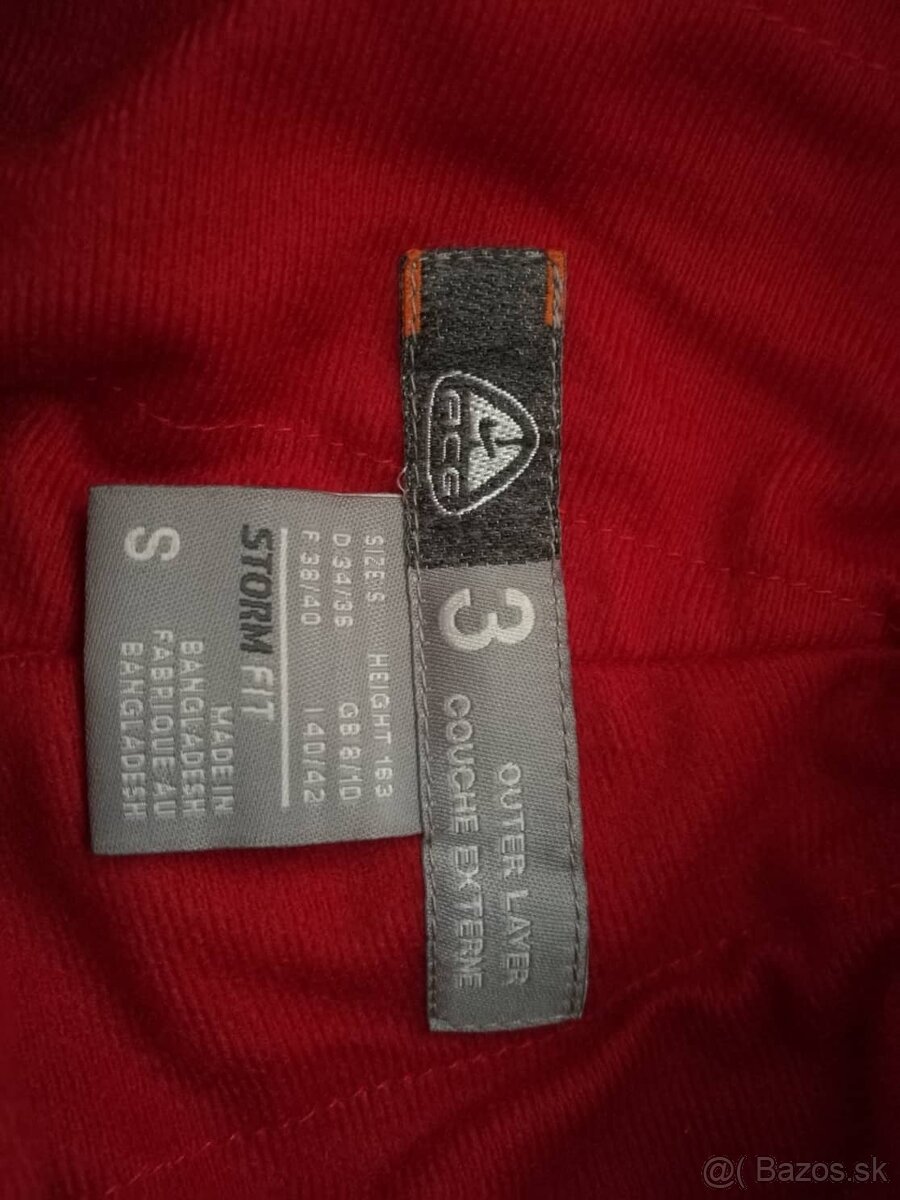 ACG
3
OUTER LAYER
COUCHE EXTERNE
SIZE S HEIGHT 163
D 34/36 GB 8/10
F 38/40 I 40/42
STORM FIT
MADE IN
BANGLADESH
FABRIQUE AU
BANGLADESH
S
@( Bazos.sk